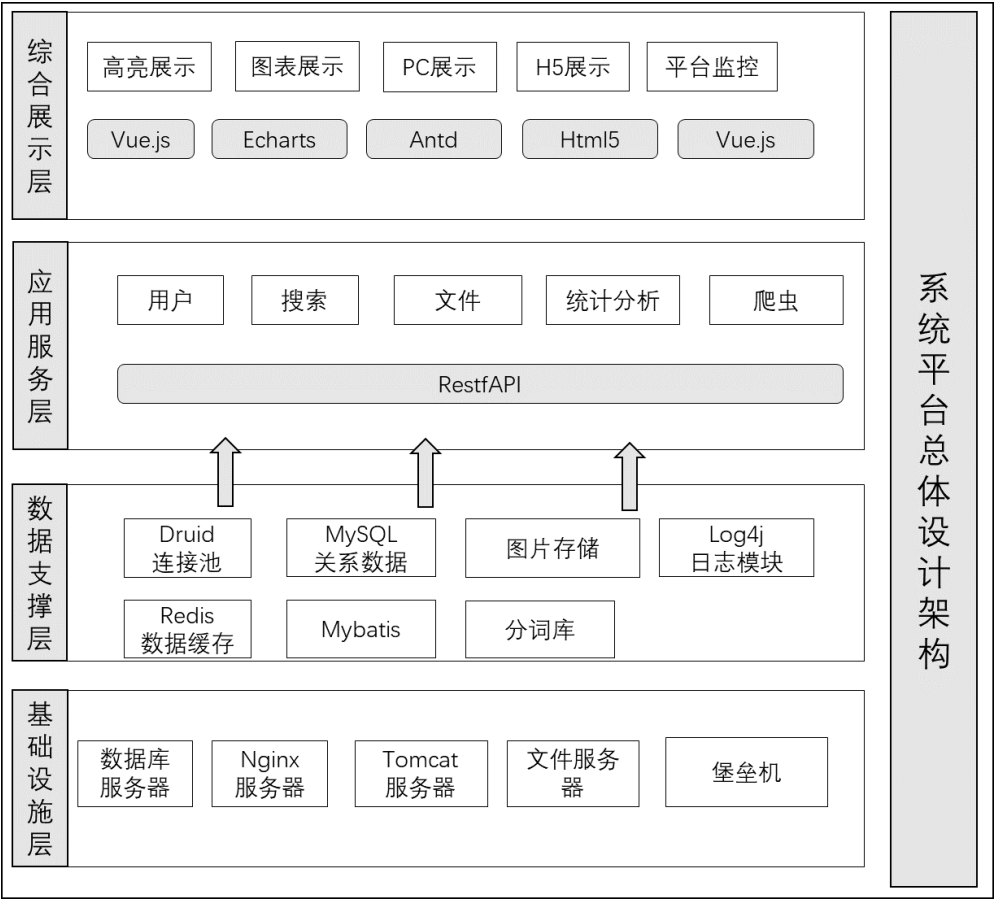 综合展示层
高亮展示
图表展示
PC展示
H5展示
平台监控
Vue.js
Echarts
Antd
Html5
Vue.js
应用服务层
用户
搜索
文件
统计分析
爬虫
RestfAPI
数据支撑层
Druid
连接池
MySQL
关系数据
图片存储
Log4j
日志模块
Redis
数据缓存
Mybatis
分词库
基础设施层
数据库
服务器
Nginx
服务器
Tomcat
服务器
文件服务
器
堡垒机
系统平台总体设计架构